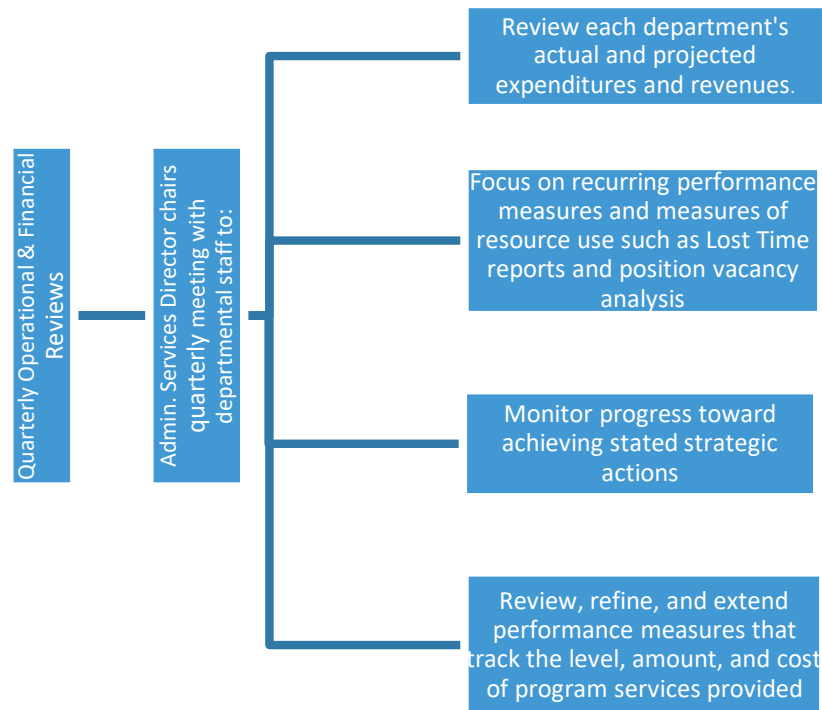 Quarterly Operational & Financial
Reviews
Admin. Services Director chairs
quarterly meeting with
departmental staff to:
Review each department's
actual and projected
expenditures and revenues.
Focus on recurring performance
measures and measures of
resource use such as Lost Time
reports and position vacancy
analysis
Monitor progress toward
achieving stated strategic
actions
Review, refine, and extend
performance measures that
track the level, amount, and cost
of program services provided